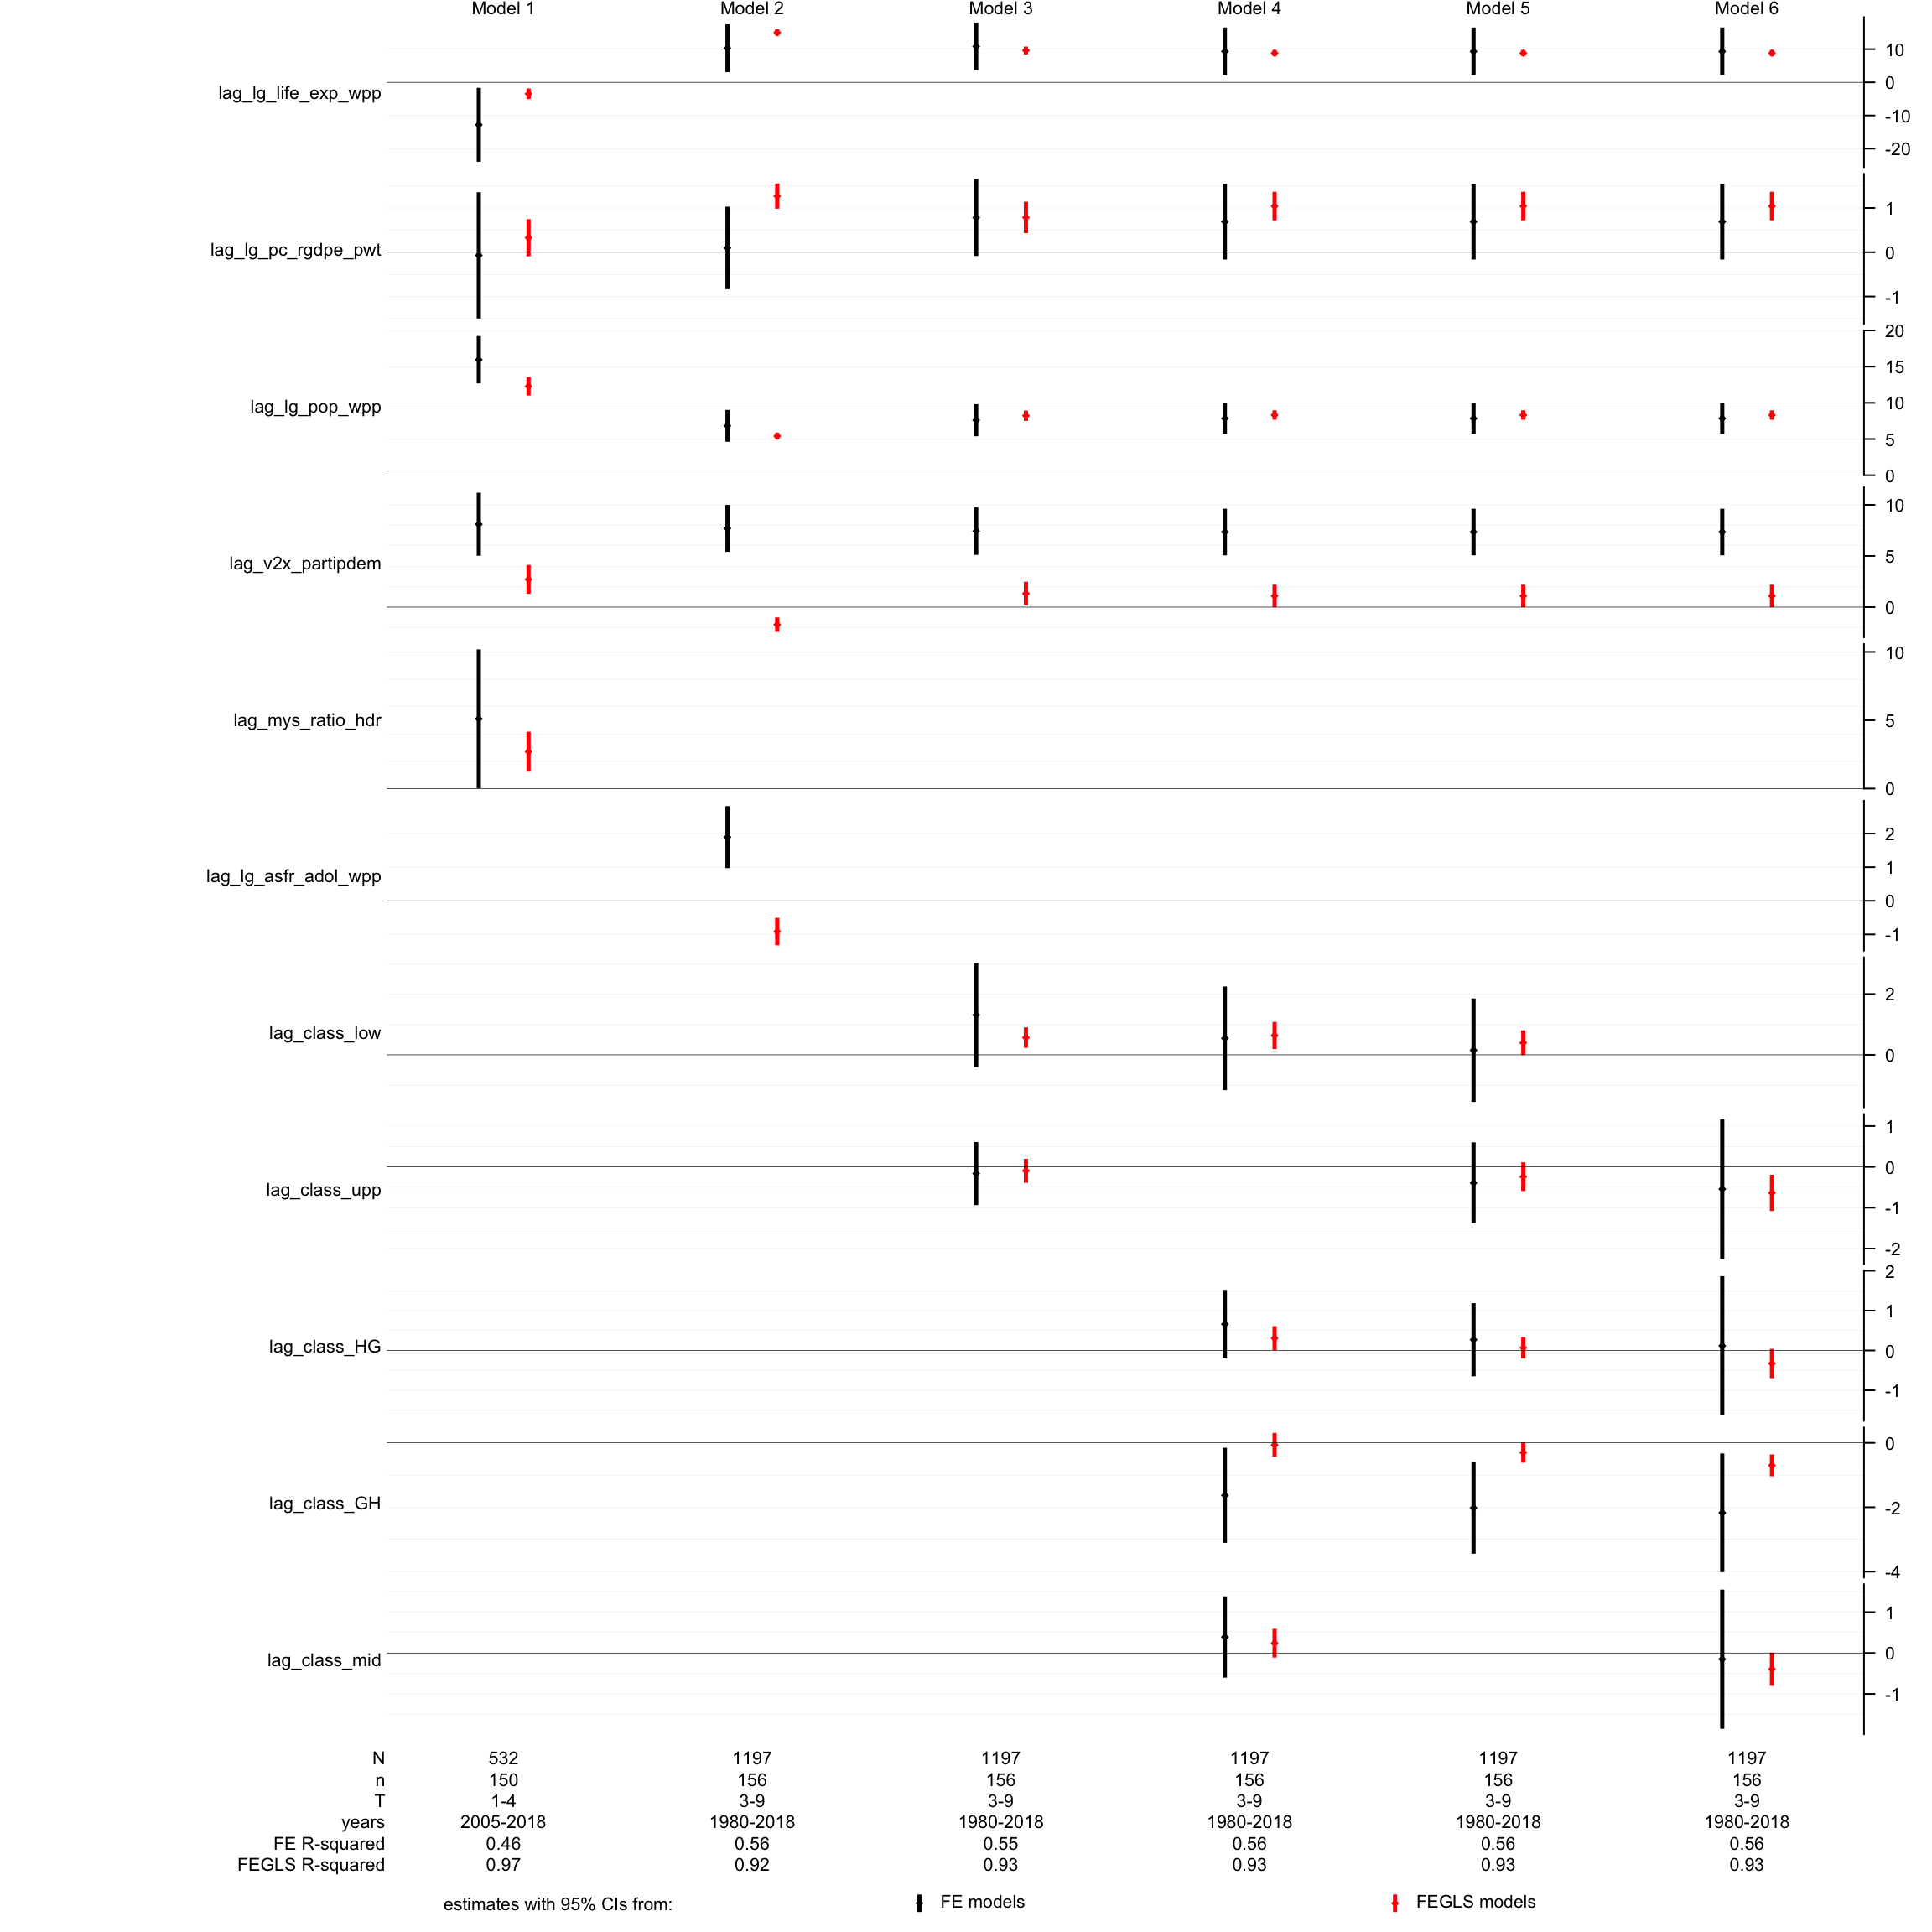 Model 1 Model 2 Model 3 Model 4 Model 5 Model 6
lag_lg_life_exp_wpp
10
0
-10
-20
lag_lg_pc_rgdpe_pwt
1
0
-1
lag_lg_pop_wpp
20
15
10
5
0
lag_v2x_partipdem
10
5
0
lag_mys_ratio_hdr
10
5
0
lag_lg_asfr_adol_wpp
2
1
0
-1
lag_class_low
2
0
lag_class_upp
1
0
-1
-2
lag_class_HG
2
1
0
-1
lag_class_GH
0
-2
-4
lag_class_mid
1
0
-1
N 532 1197 1197 1197 1197 1197
n 150 156 156 156 156 156
T 1-4 3-9 3-9 3-9 3-9 3-9
years 2005-2018 1980-2018 1980-2018 1980-2018 1980-2018 1980-2018
FE R-squared 0.46 0.56 0.55 0.56 0.56 0.56
FEGLS R-squared 0.97 0.92 0.93 0.93 0.93 0.93
estimates with 95% CIs from: FE models FEGLS models